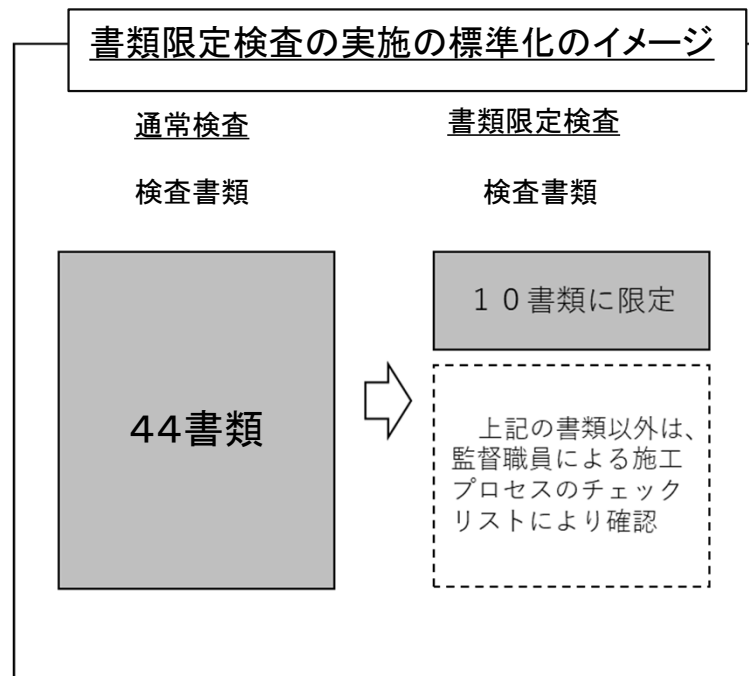 書類限定検査の実施の標準化のイメージ
通常検査
書類限定検査
検査書類
検査書類
44書類
１０書類に限定
上記の書類以外は、
監督職員による施工
プロセスのチェック
リストにより確認